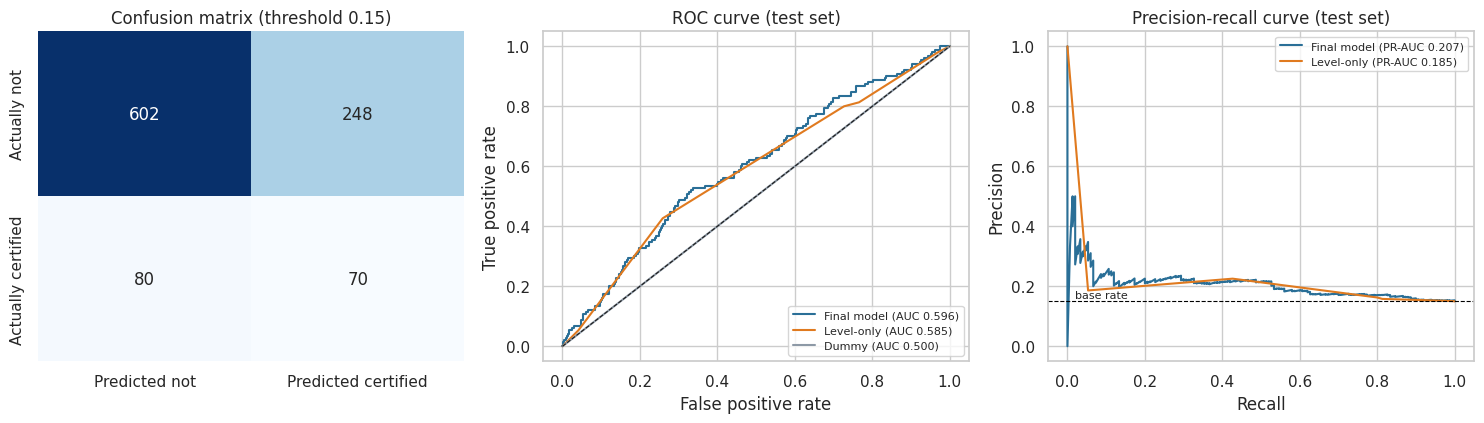 Confusion matrix (threshold 0.15)
Actually not
Actually certified
602
248
80
70
Predicted not
Predicted certified
ROC curve (test set)
True positive rate
1.0
0.8
0.6
0.4
0.2
0.0
Final model (AUC 0.596)
Level-only (AUC 0.585)
Dummy (AUC 0.500)
0.0 0.2 0.4 0.6 0.8 1.0
False positive rate
Precision-recall curve (test set)
Precision
1.0
0.8
0.6
0.4
0.2
0.0
Final model (PR-AUC 0.207)
Level-only (PR-AUC 0.185)
base rate
0.0 0.2 0.4 0.6 0.8 1.0
Recall